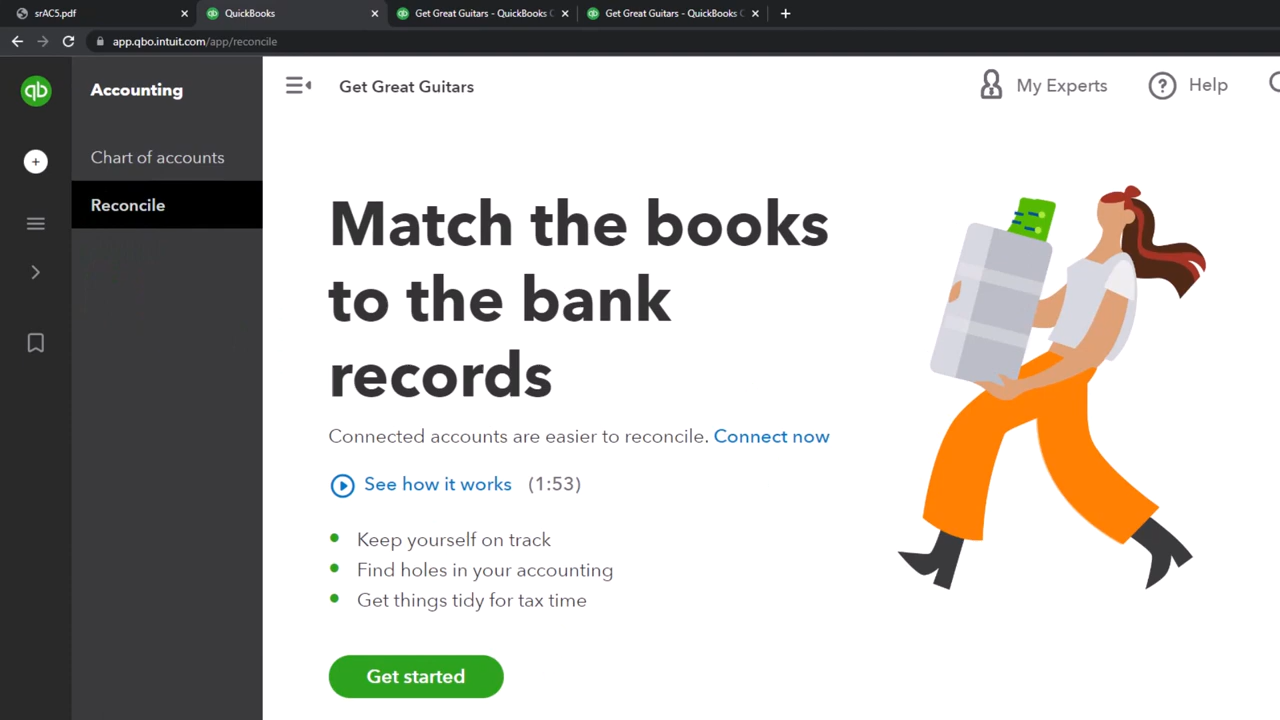 srAC5.pdf
QuickBooks
Get Great Guitars - QuickBooks
Get Great Guitars - QuickBooks
app.qbo.intuit.com/app/reconcile
qb
Accounting
Get Great Guitars
My Experts
Help
Chart of accounts
Reconcile
Match the books
to the bank
records
Connected accounts are easier to reconcile. Connect now
See how it works (1:53)
Keep yourself on track
Find holes in your accounting
Get things tidy for tax time
Get started